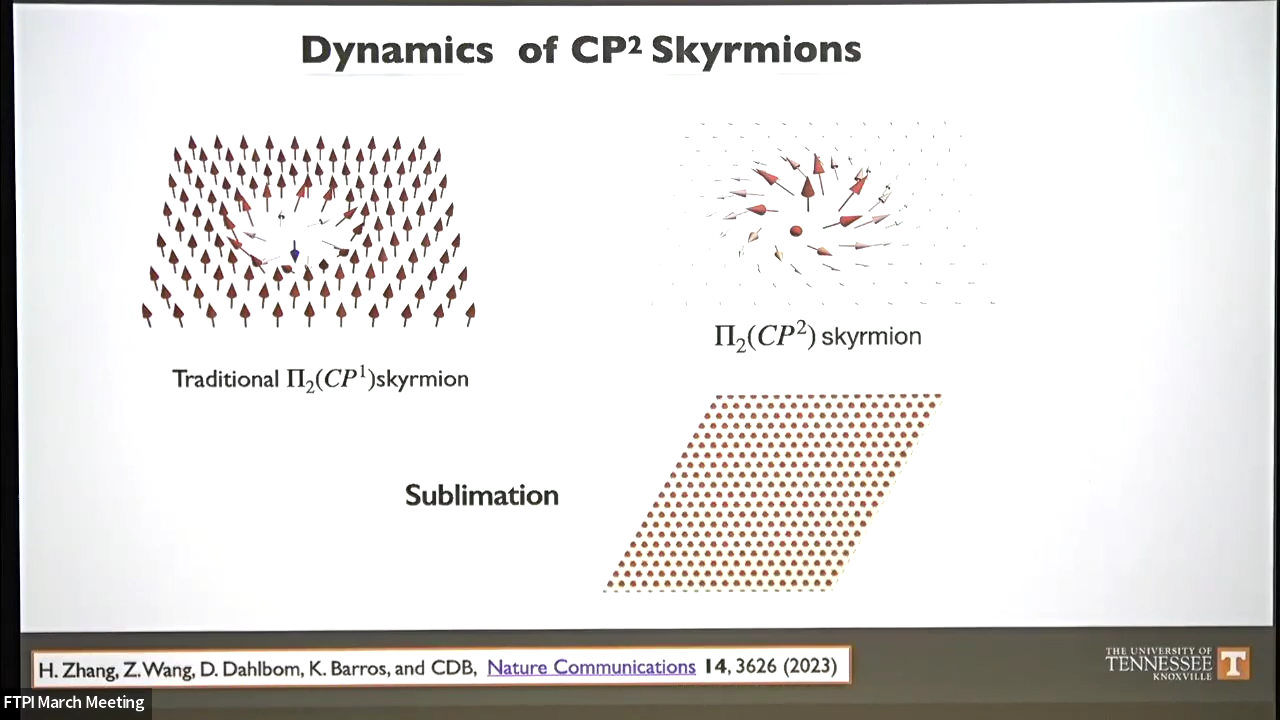 Dynamics of CP² Skyrmions
Traditional Π₂(CP¹)skyrmion
Π₂(CP²) skyrmion
Sublimation
H. Zhang, Z. Wang, D. Dahlbom, K. Barros, and CDB, Nature Communications 14, 3626 (2023)
THE UNIVERSITY OF
TENNESSEE
KNOXVILLE
T
FTPI March Meeting